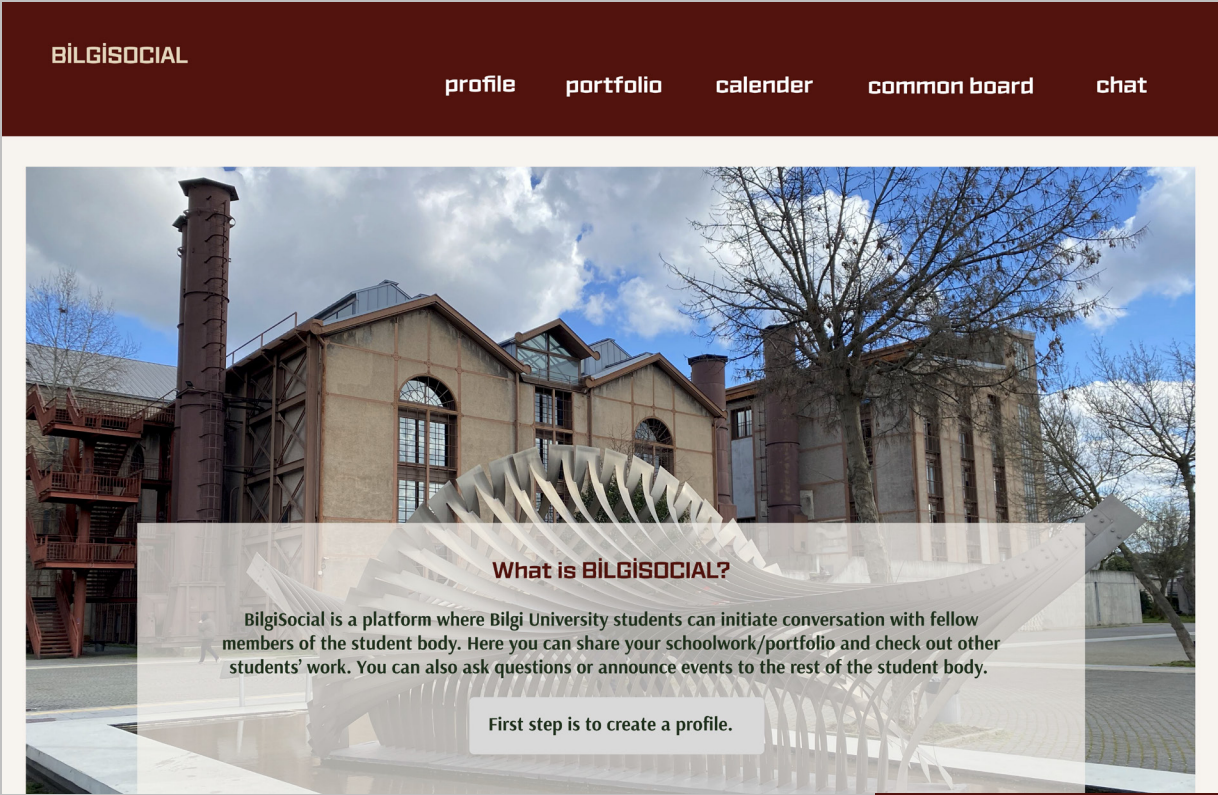 BİLGİSOCIAL
profile portfolio calender common board chat
What is BİLGİSOCIAL?
BilgiSocial is a platform where Bilgi University students can initiate conversation with fellow
members of the student body. Here you can share your schoolwork/portfolio and check out other
students’ work. You can also ask questions or announce events to the rest of the student body.
First step is to create a profile.